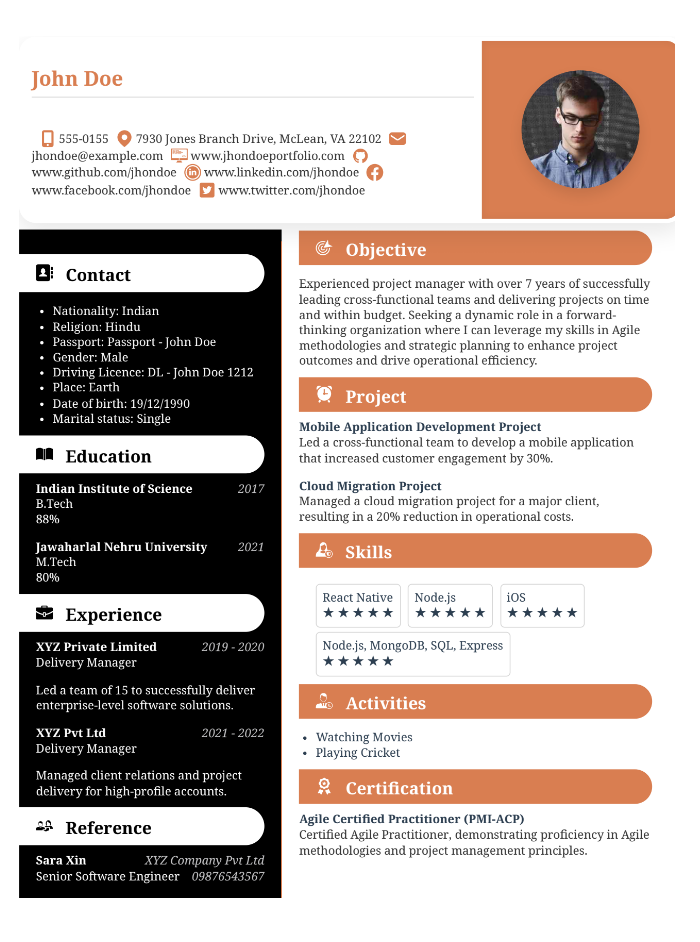 John Doe
555-0155 7930 Jones Branch Drive, McLean, VA 22102
jhondoe@example.com www.jhondoeportfolio.com
www.github.com/jhondoe www.linkedin.com/jhondoe
www.facebook.com/jhondoe www.twitter.com/jhondoe
Contact
Nationality: Indian
Religion: Hindu
Passport: Passport - John Doe
Gender: Male
Driving Licence: DL - John Doe 1212
Place: Earth
Date of birth: 19/12/1990
Marital status: Single
Education
Indian Institute of Science 2017
B.Tech
88%
Jawaharlal Nehru University 2021
M.Tech
80%
Experience
XYZ Private Limited 2019 - 2020
Delivery Manager
Led a team of 15 to successfully deliver
enterprise-level software solutions.
XYZ Pvt Ltd 2021 - 2022
Delivery Manager
Managed client relations and project
delivery for high-profile accounts.
Reference
Sara Xin XYZ Company Pvt Ltd
Senior Software Engineer 09876543567
Objective
Experienced project manager with over 7 years of successfully
leading cross-functional teams and delivering projects on time
and within budget. Seeking a dynamic role in a forward-
thinking organization where I can leverage my skills in Agile
methodologies and strategic planning to enhance project
outcomes and drive operational efficiency.
Project
Mobile Application Development Project
Led a cross-functional team to develop a mobile application
that increased customer engagement by 30%.
Cloud Migration Project
Managed a cloud migration project for a major client,
resulting in a 20% reduction in operational costs.
Skills
React Native Node.js iOS
★★★★★ ★★★★★ ★★★★★
Node.js, MongoDB, SQL, Express
★★★★★
Activities
Watching Movies
Playing Cricket
Certification
Agile Certified Practitioner (PMI-ACP)
Certified Agile Practitioner, demonstrating proficiency in Agile
methodologies and project management principles.